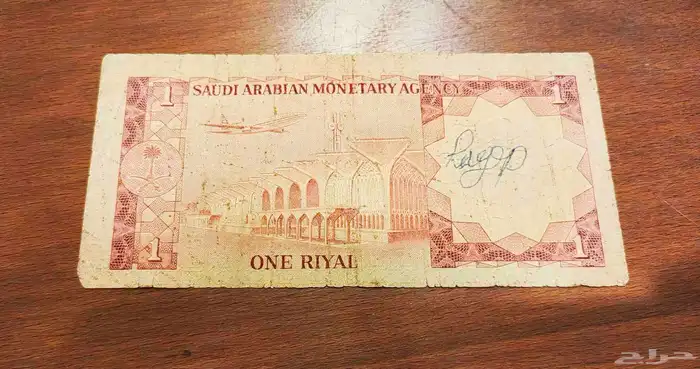 1 SAUDI ARABIAN MONETARY AGENCY 1
1 ONE RIYAL 1
حراج